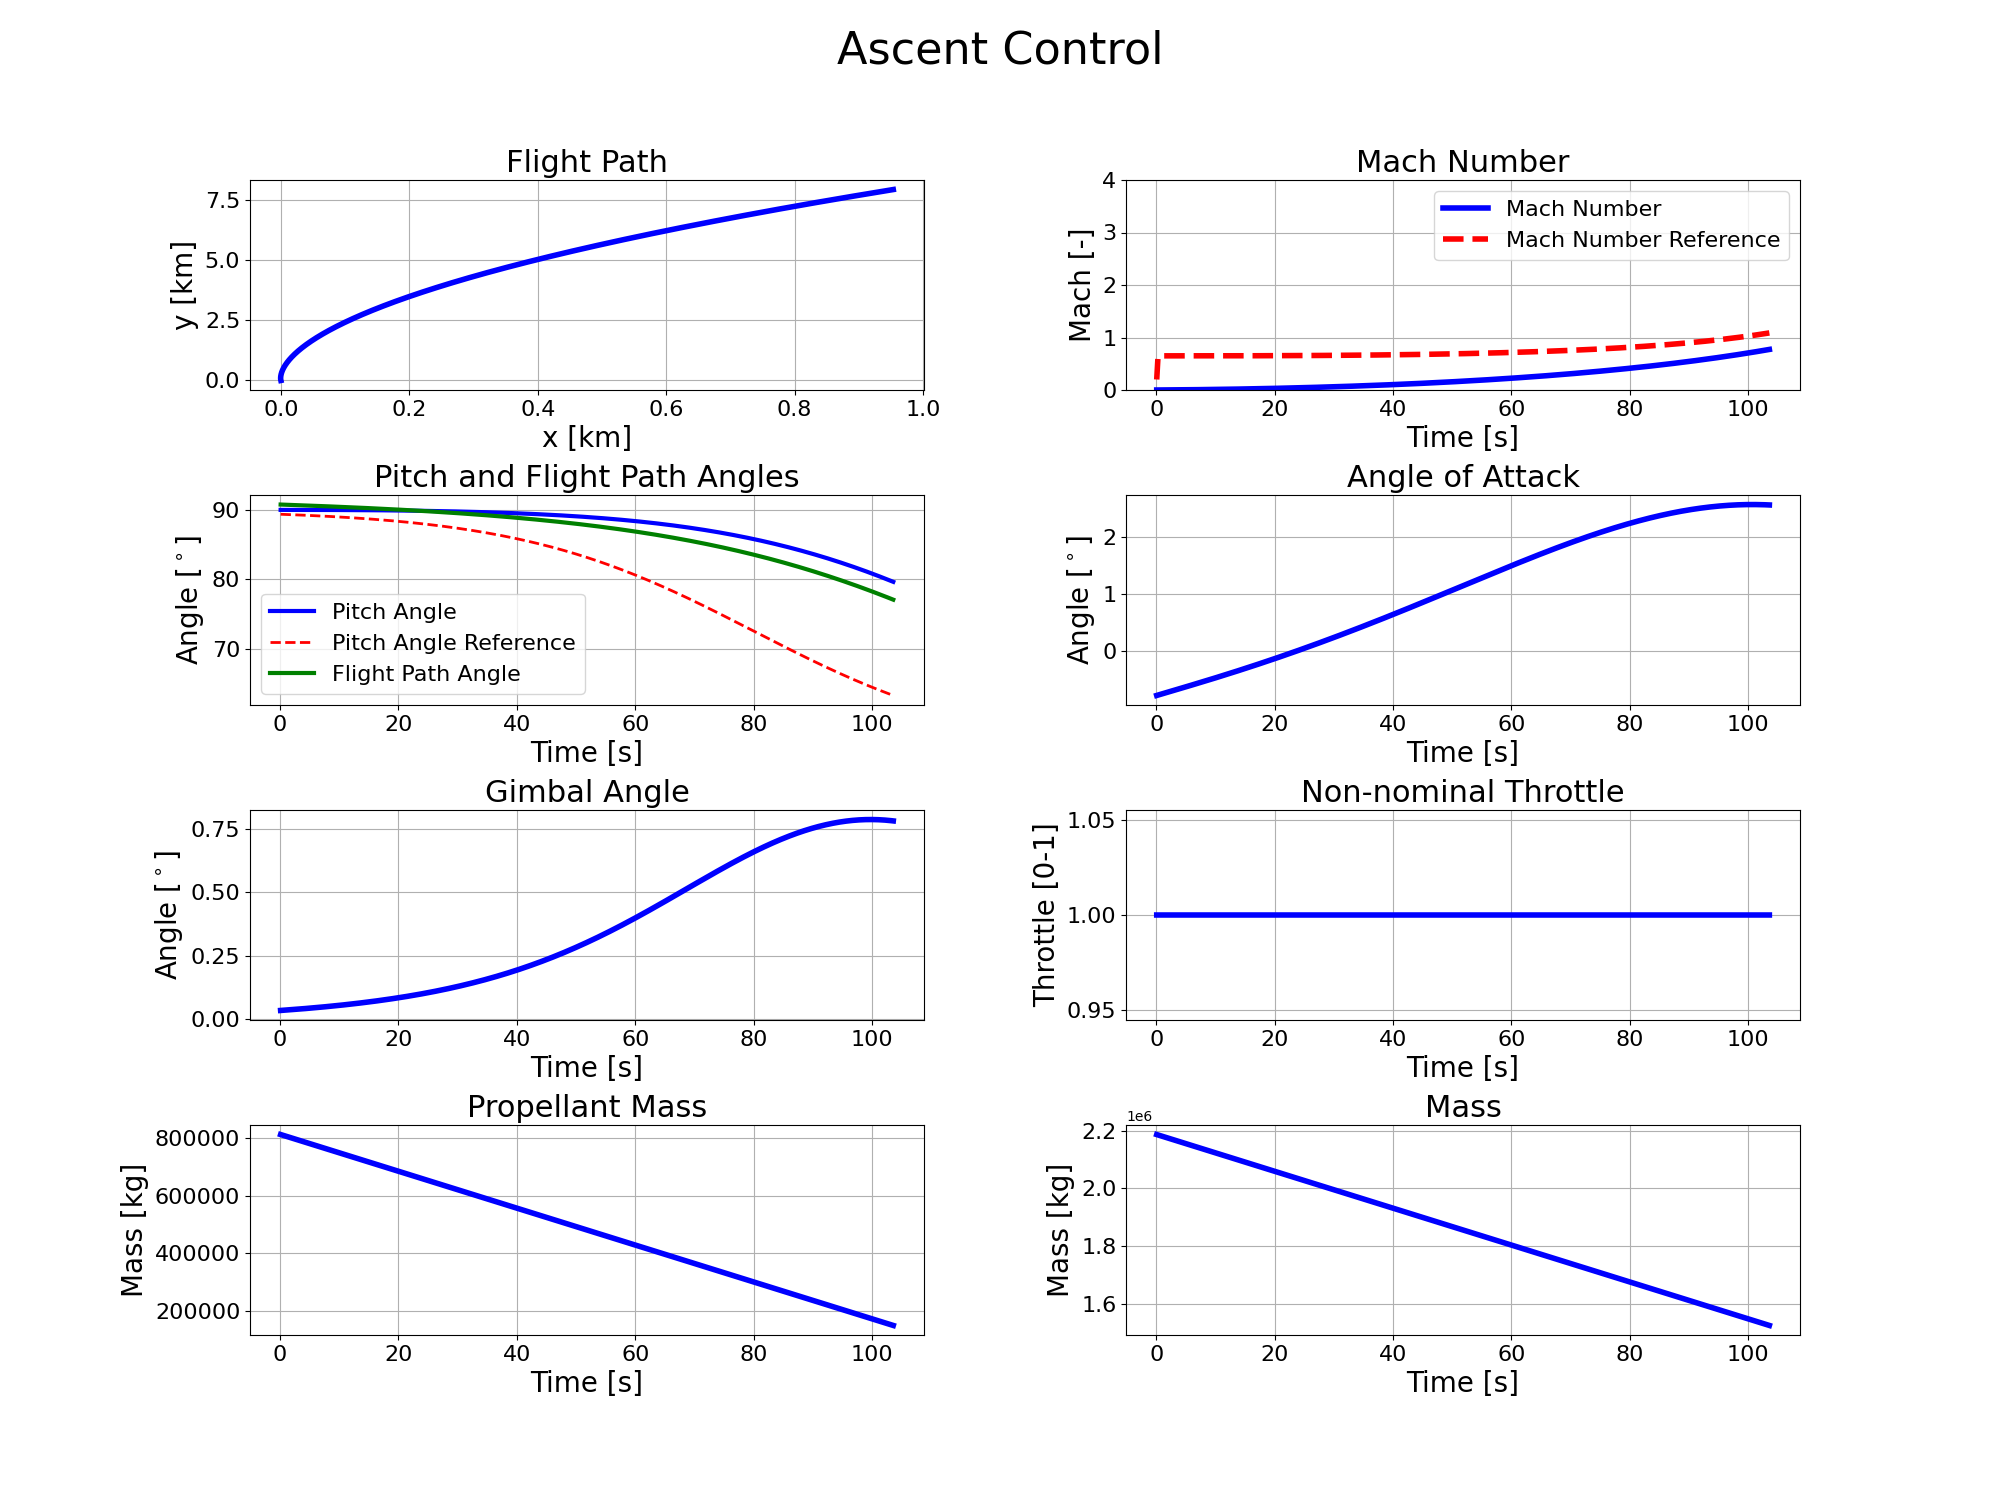 Ascent Control
Flight Path
y [km]
7.5
5.0
2.5
0.0
0.0 0.2 0.4 0.6 0.8 1.0
x [km]
Mach Number
Mach [-]
4
3
2
1
0
Mach Number
Mach Number Reference
0 20 40 60 80 100
Time [s]
Pitch and Flight Path Angles
Angle [°]
90
80
70
Pitch Angle
Pitch Angle Reference
Flight Path Angle
0 20 40 60 80 100
Time [s]
Angle of Attack
Angle [°]
2
1
0
0 20 40 60 80 100
Time [s]
Gimbal Angle
Angle [°]
0.75
0.50
0.25
0.00
0 20 40 60 80 100
Time [s]
Non-nominal Throttle
Throttle [0-1]
1.05
1.00
0.95
0 20 40 60 80 100
Time [s]
Propellant Mass
Mass [kg]
800000
600000
400000
200000
0 20 40 60 80 100
Time [s]
Mass
1e6
Mass [kg]
2.2
2.0
1.8
1.6
0 20 40 60 80 100
Time [s]